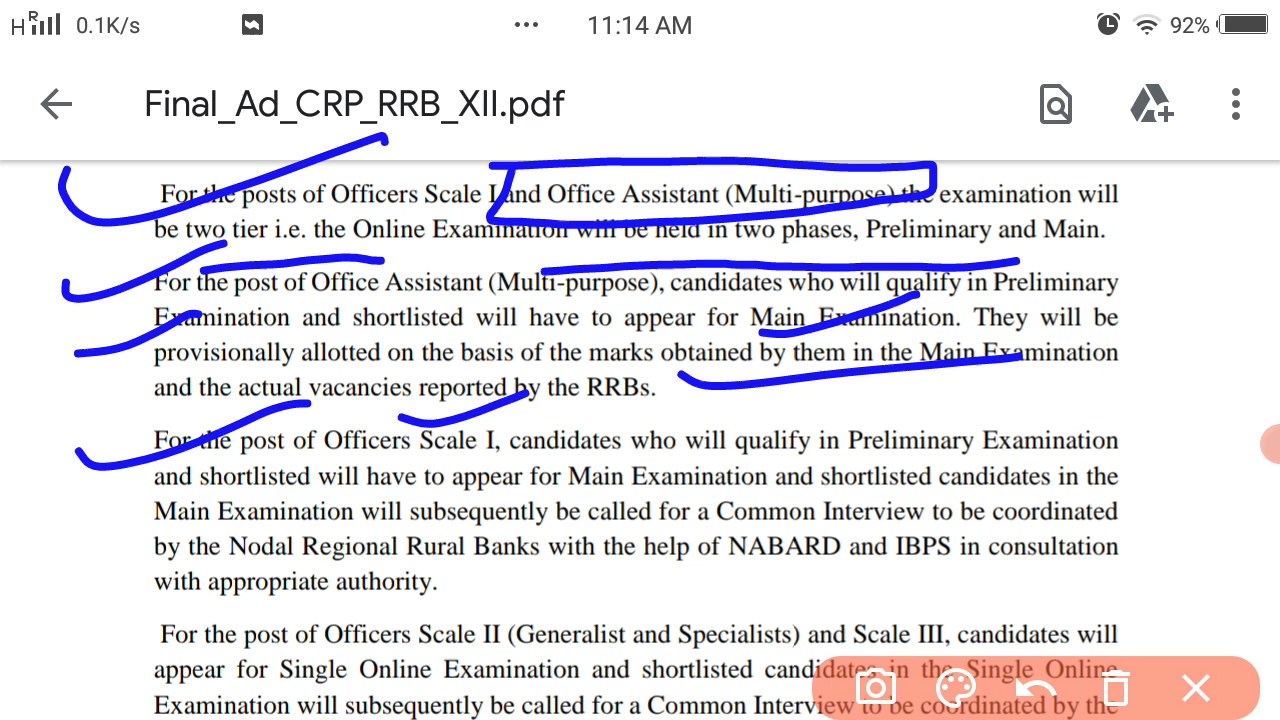 H R 0.1K/s ... 11:14 AM 92%
Final_Ad_CRP_RRB_XII.pdf
For the posts of Officers Scale I and Office Assistant (Multi-purpose) the examination will
be two tier i.e. the Online Examination will be held in two phases, Preliminary and Main.
For the post of Office Assistant (Multi-purpose), candidates who will qualify in Preliminary
Examination and shortlisted will have to appear for Main Examination. They will be
provisionally allotted on the basis of the marks obtained by them in the Main Examination
and the actual vacancies reported by the RRBs.
For the post of Officers Scale I, candidates who will qualify in Preliminary Examination
and shortlisted will have to appear for Main Examination and shortlisted candidates in the
Main Examination will subsequently be called for a Common Interview to be coordinated
by the Nodal Regional Rural Banks with the help of NABARD and IBPS in consultation
with appropriate authority.
For the post of Officers Scale II (Generalist and Specialists) and Scale III, candidates will
appear for Single Online Examination and shortlisted candidates in the Single Online
Examination will subsequently be called for a Common Interview to be coordinated by the